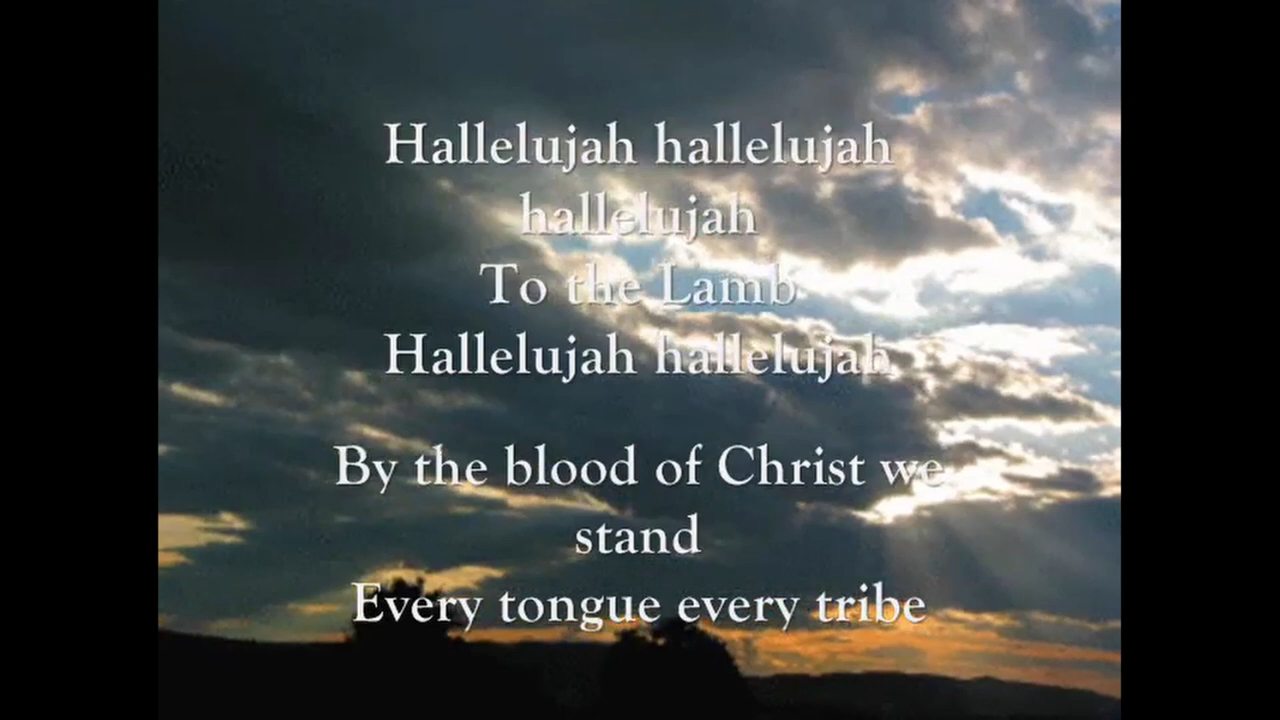 Hallelujah hallelujah
hallelujah
To the Lamb
Hallelujah hallelujah
By the blood of Christ we
stand
Every tongue every tribe